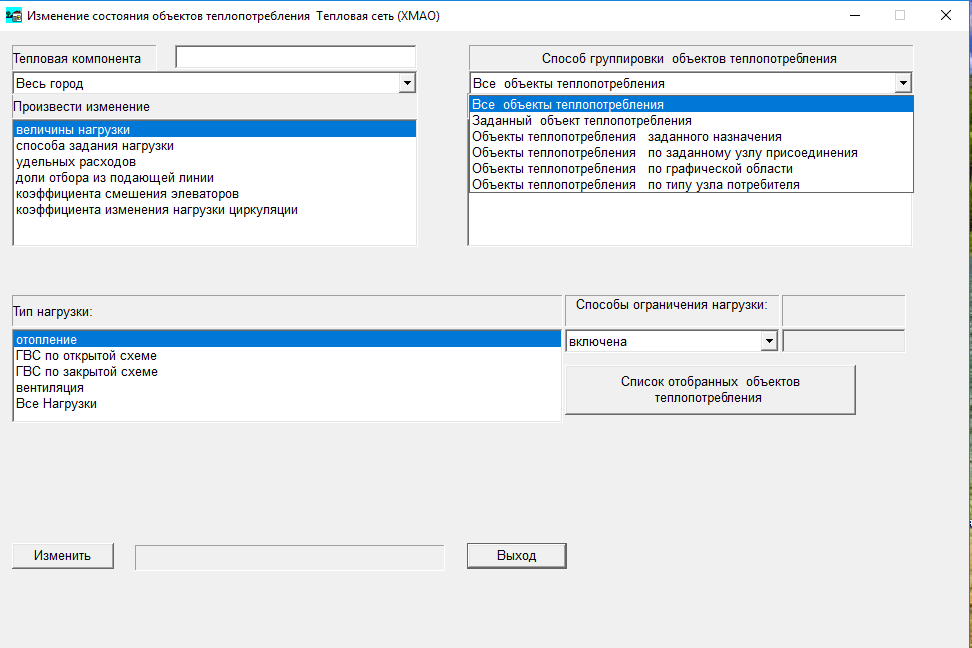 Изменение состояния объектов теплопотребления Тепловая сеть (ХМАО)
Тепловая компонента
Весь город
Произвести изменение
величины нагрузки
способа задания нагрузки
удельных расходов
доли отбора из подающей линии
коэффициента смешения элеваторов
коэффициента изменения нагрузки циркуляции
Способ группировки объектов теплопотребления
Все объекты теплопотребления
Все объекты теплопотребления
Заданный объект теплопотребления
Объекты теплопотребления заданного назначения
Объекты теплопотребления по заданному узлу присоединения
Объекты теплопотребления по графической области
Объекты теплопотребления по типу узла потребителя
Тип нагрузки:
отопление
ГВС по открытой схеме
ГВС по закрытой схеме
вентиляция
Все Нагрузки
Способы ограничения нагрузки:
включена
Список отобранных объектов
теплопотребления
Изменить
Выход